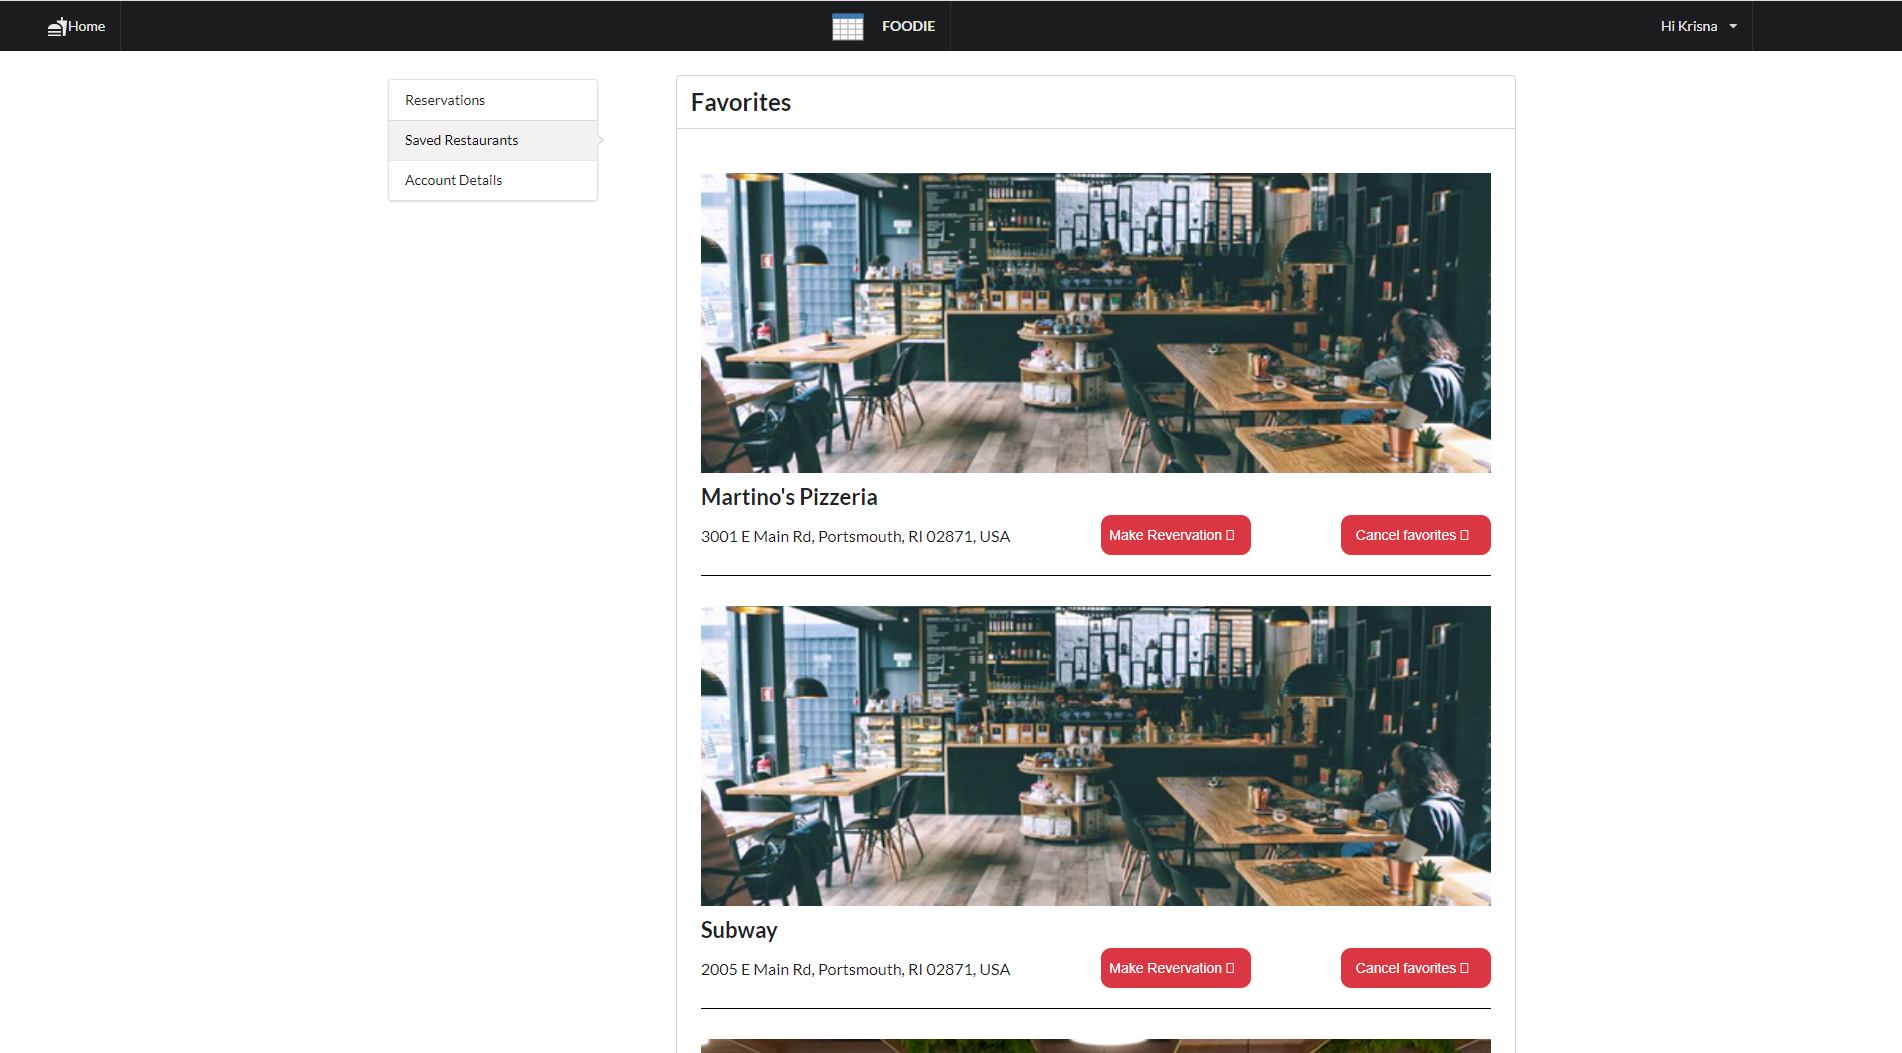 Home
FOODIE
Hi Krisna
Reservations
Saved Restaurants
Account Details
Favorites
Martino's Pizzeria
3001 E Main Rd, Portsmouth, RI 02871, USA
Make Revervation
Cancel favorites
Subway
2005 E Main Rd, Portsmouth, RI 02871, USA
Make Revervation
Cancel favorites